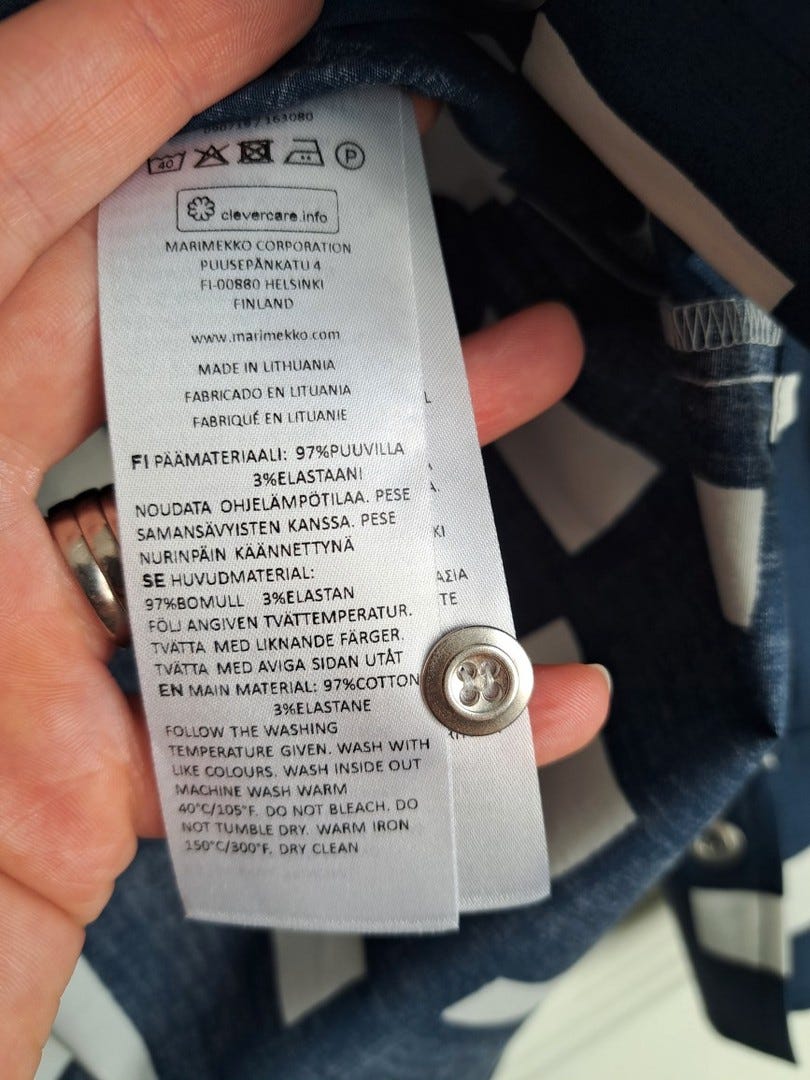 163080
40 P
clevercare.info
MARIMEKKO CORPORATION
PUUSEPÄNKATU 4
FI-00880 HELSINKI
FINLAND
www.marimekko.com
MADE IN LITHUANIA
FABRICADO EN LITUANIA
FABRIQUÉ EN LITUANIE
FI PÄÄMATERIAALI: 97%PUUVILLA
3%ELASTAANI
NOUDATA OHJELÄMPÖTILAA. PESE
SAMANSÄVYISTEN KANSSA. PESE
NURINPÄIN KÄÄNNETTYNÄ
SE HUVUDMATERIAL:
97%BOMULL 3%ELASTAN
FÖLJ ANGIVEN TVÄTTEMPERATUR.
TVÄTTA MED LIKNANDE FÄRGER.
TVÄTTA MED AVIGA SIDAN UTÅT
EN MAIN MATERIAL: 97%COTTON
3%ELASTANE
FOLLOW THE WASHING
TEMPERATURE GIVEN. WASH WITH
LIKE COLOURS. WASH INSIDE OUT
MACHINE WASH WARM
40°C/105°F. DO NOT BLEACH. DO
NOT TUMBLE DRY. WARM IRON
150°C/300°F. DRY CLEAN